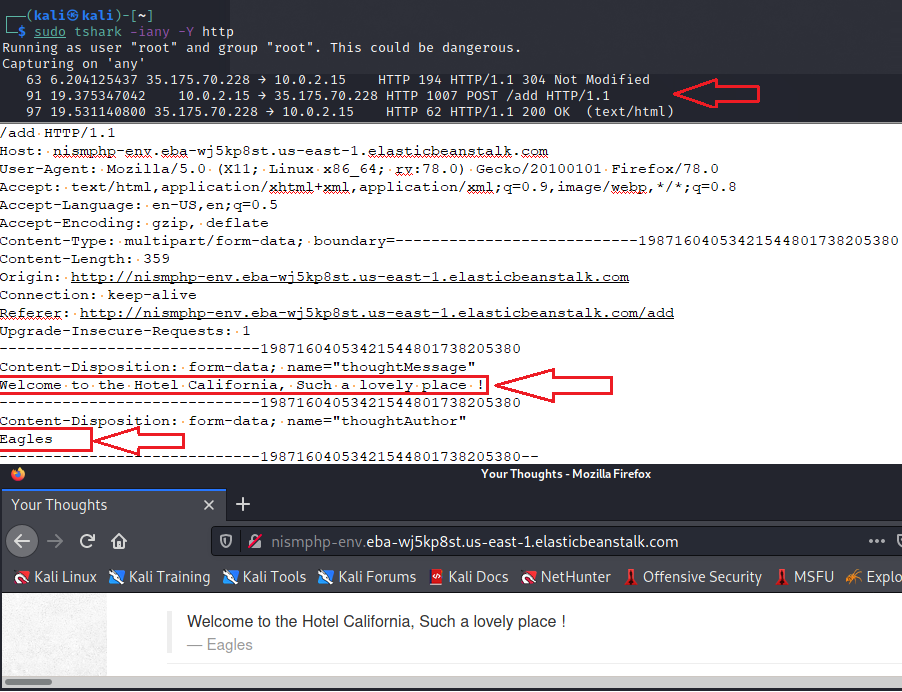 (kali㉿kali)-[~]
$ sudo tshark -iany -Y http
Running as user "root" and group "root". This could be dangerous.
Capturing on 'any'
63 6.204125437 35.175.70.228 → 10.0.2.15 HTTP 194 HTTP/1.1 304 Not Modified
91 19.375347042 10.0.2.15 → 35.175.70.228 HTTP 1007 POST /add HTTP/1.1
97 19.531140800 35.175.70.228 → 10.0.2.15 HTTP 62 HTTP/1.1 200 OK (text/html)
/add HTTP/1.1
Host: nismphp-env.eba-wj5kp8st.us-east-1.elasticbeanstalk.com
User-Agent: Mozilla/5.0 (X11; Linux x86_64; rv:78.0) Gecko/20100101 Firefox/78.0
Accept: text/html,application/xhtml+xml,application/xml;q=0.9,image/webp,*/*;q=0.8
Accept-Language: en-US,en;q=0.5
Accept-Encoding: gzip, deflate
Content-Type: multipart/form-data; boundary=---------------------------19871604053421544801738205380
Content-Length: 359
Origin: http://nismphp-env.eba-wj5kp8st.us-east-1.elasticbeanstalk.com
Connection: keep-alive
Referer: http://nismphp-env.eba-wj5kp8st.us-east-1.elasticbeanstalk.com/add
Upgrade-Insecure-Requests: 1
-----------------------------19871604053421544801738205380
Content-Disposition: form-data; name="thoughtMessage"
Welcome to the Hotel California, Such a lovely place !
-----------------------------19871604053421544801738205380
Content-Disposition: form-data; name="thoughtAuthor"
Eagles
-----------------------------19871604053421544801738205380--
Your Thoughts - Mozilla Firefox
Your Thoughts
nismphp-env.eba-wj5kp8st.us-east-1.elasticbeanstalk.com
Kali Linux Kali Training Kali Tools Kali Forums Kali Docs NetHunter Offensive Security MSFU Explo
Welcome to the Hotel California, Such a lovely place !
— Eagles